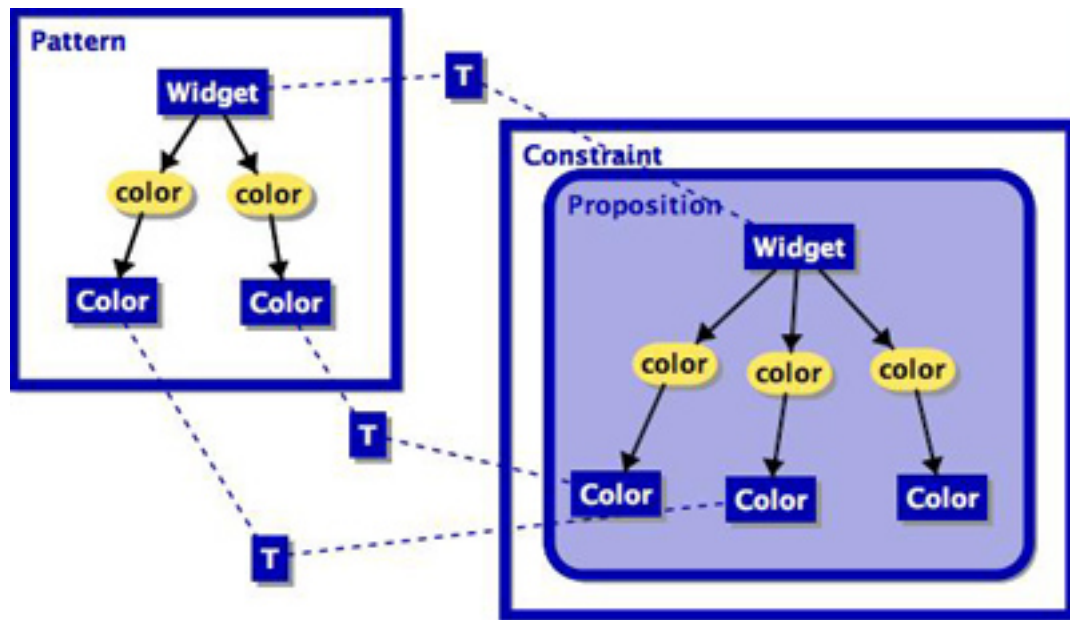 Pattern
T
Widget
Constraint
color
color
Proposition
Widget
Color
Color
color
color
color
T
Color
Color
Color
T